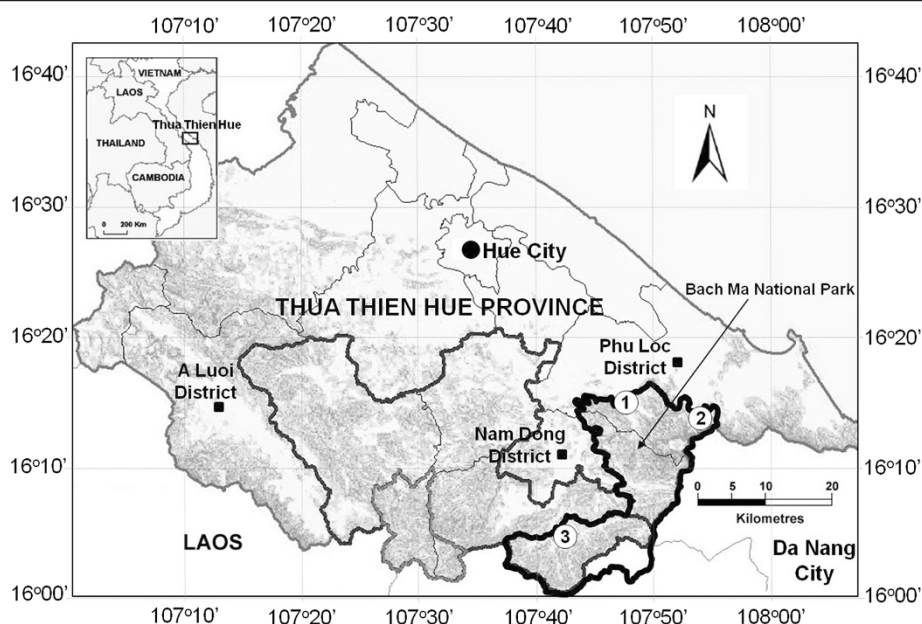 107°10' 107°20' 107°30' 107°40' 107°50' 108°00'
16°40' 16°40'
VIETNAM
LAOS
Thua Thien Hue
THAILAND
CAMBODIA
0 200 Km
N
16°30' 16°30'
Hue City
Bach Ma National Park
THUA THIEN HUE PROVINCE
16°20' 16°20'
Phu Loc
District
A Luoi
District
1
2
Nam Dong
District
16°10' 16°10'
0 5 10 20
Kilometres
3
LAOS
Da Nang
City
16°00' 16°00'
107°10' 107°20' 107°30' 107°40' 107°50' 108°00'